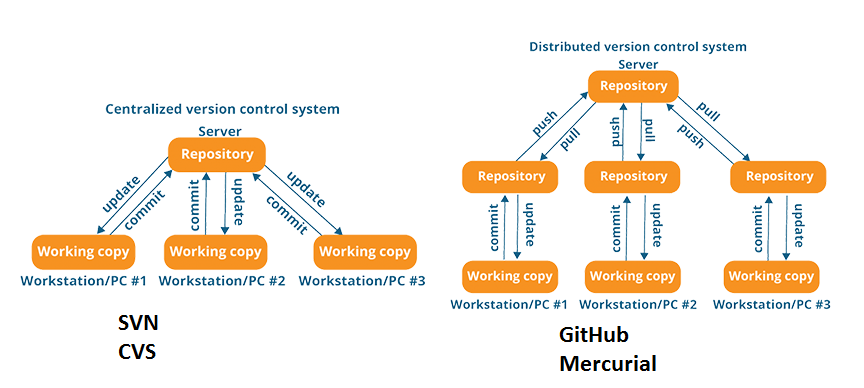 Centralized version control system
Server
Repository
update
commit
commit
update
update
commit
Working copy
Working copy
Working copy
Workstation/PC #1
Workstation/PC #2
Workstation/PC #3
SVN
CVS
Distributed version control system
Server
Repository
push
pull
push
pull
pull
push
Repository
Repository
Repository
commit
update
commit
update
commit
update
Working copy
Working copy
Working copy
Workstation/PC #1
Workstation/PC #2
Workstation/PC #3
GitHub
Mercurial